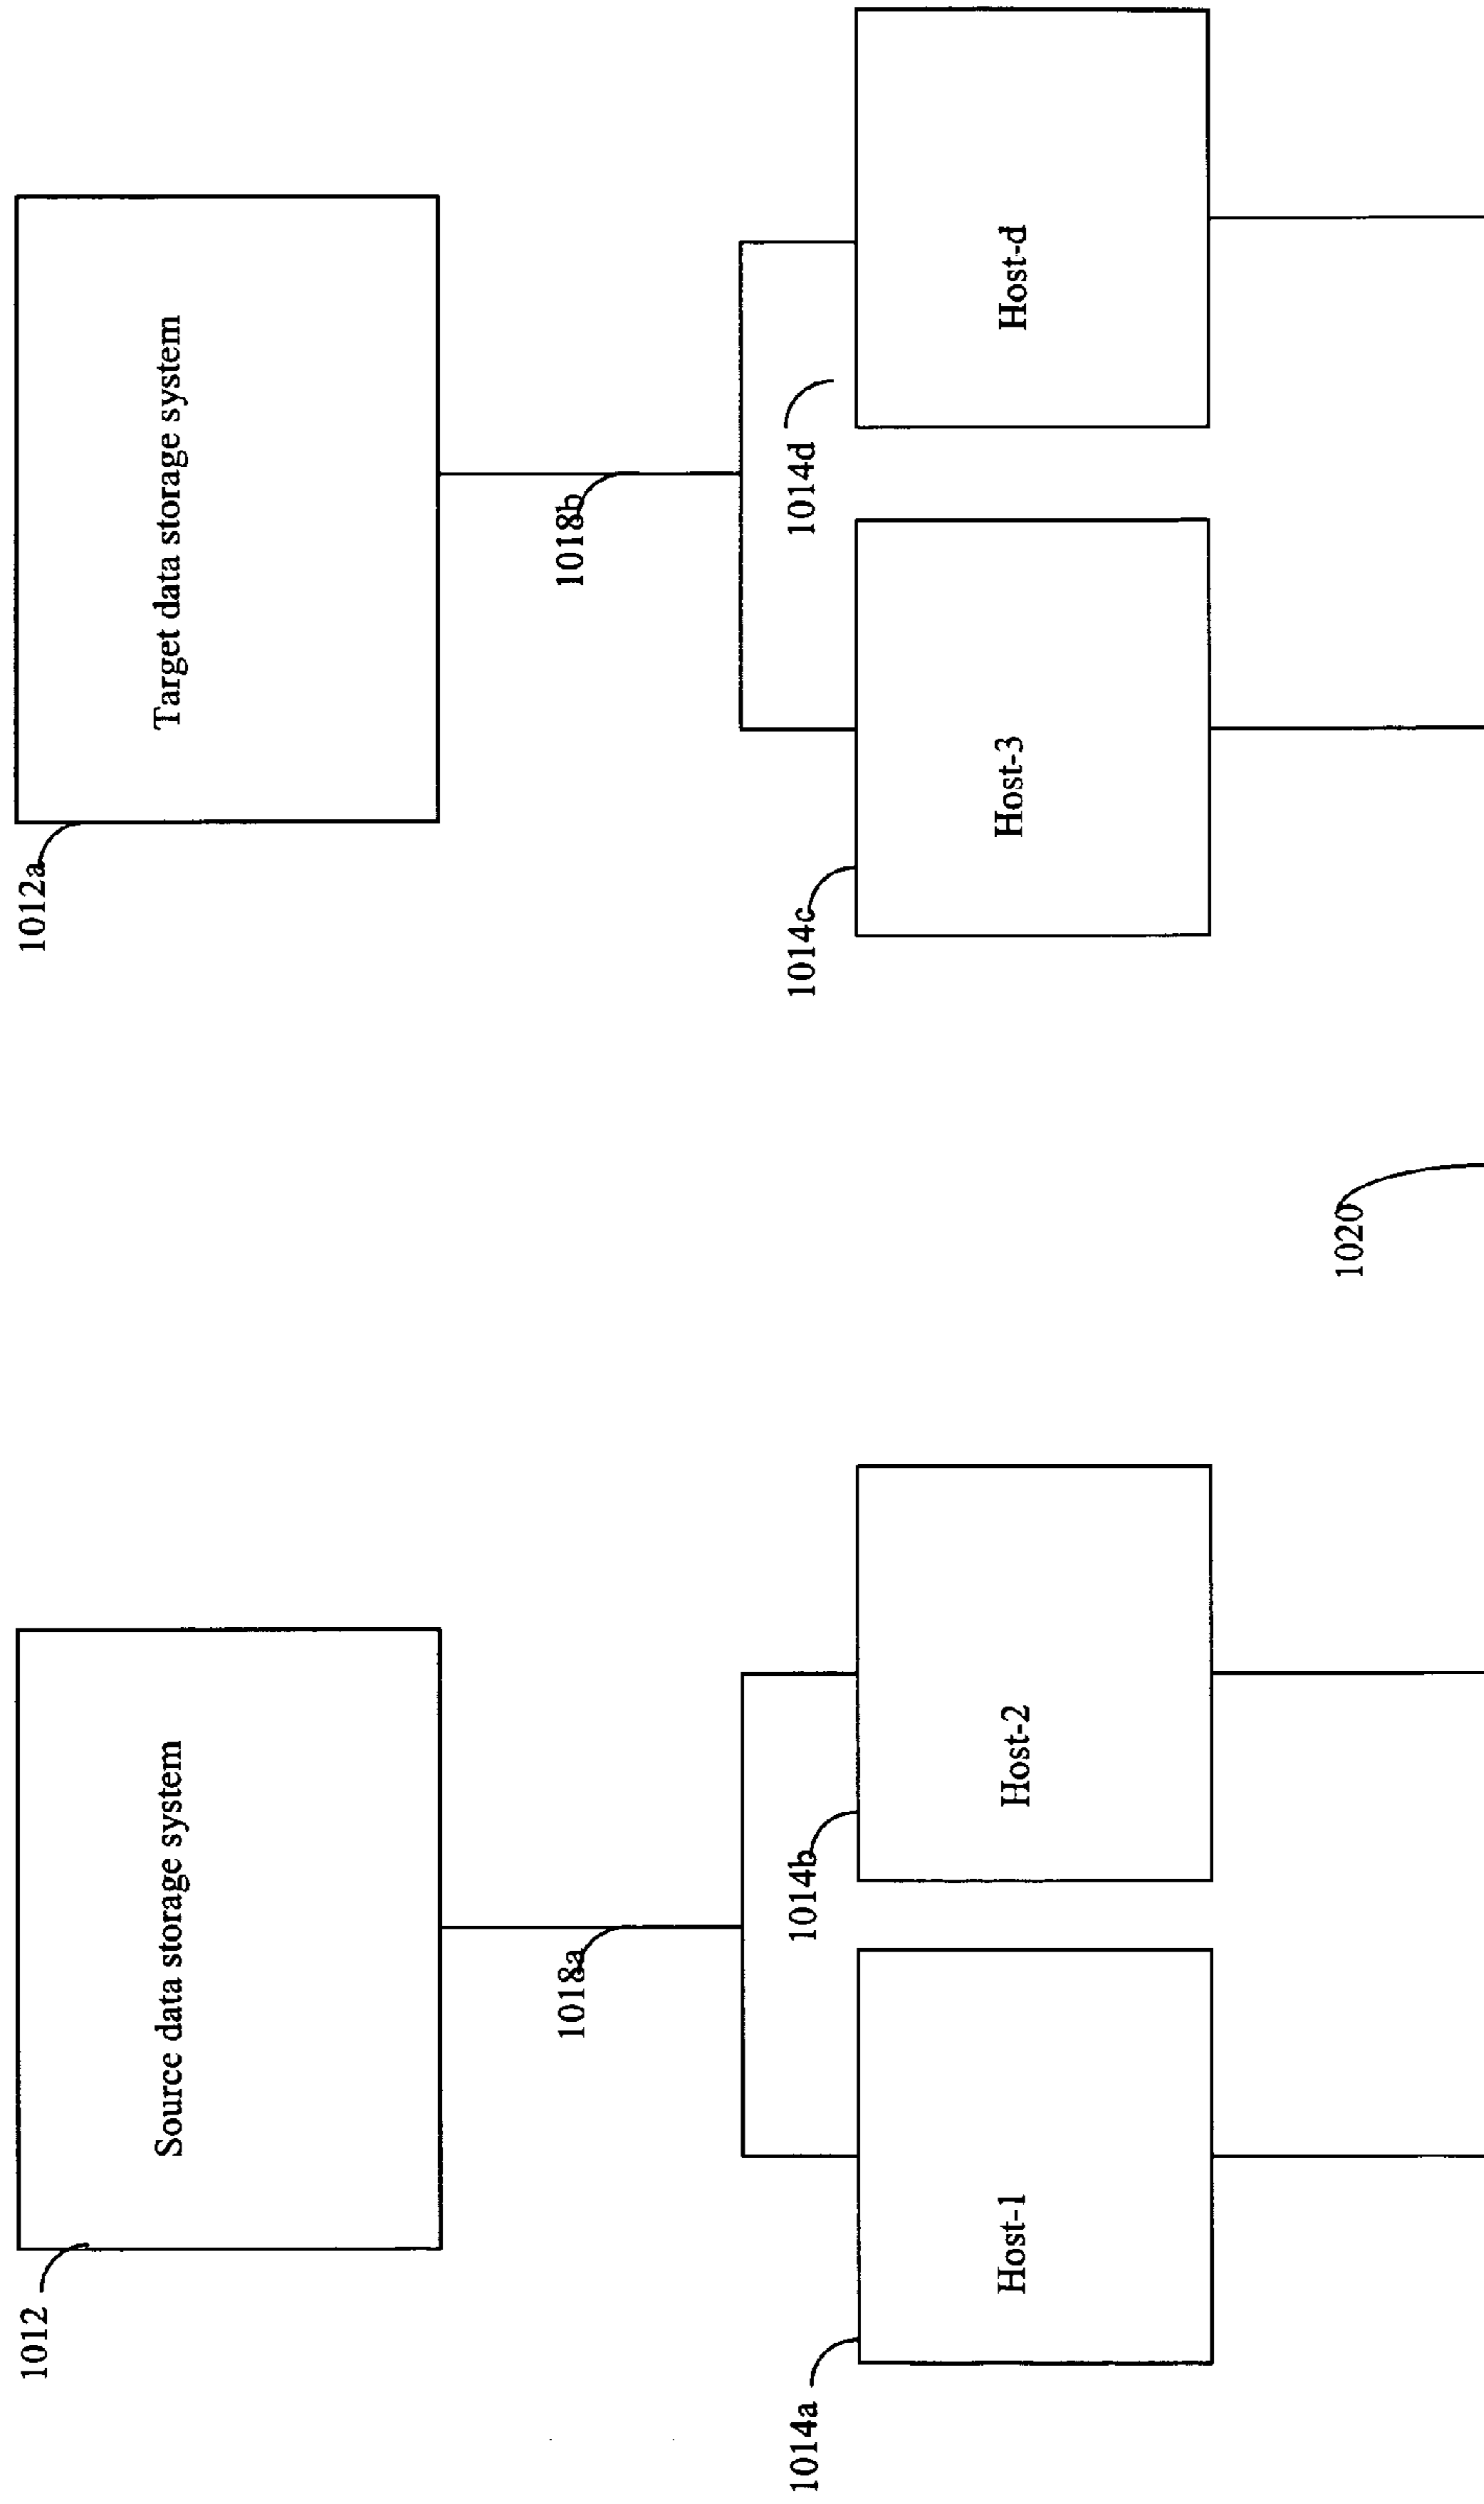 1012
Source data storage system
1012a
Target data storage system
1018a
1018b
1014a
Host-1
1014b
Host-2
1014c
Host-3
1014d
Host-d
1020